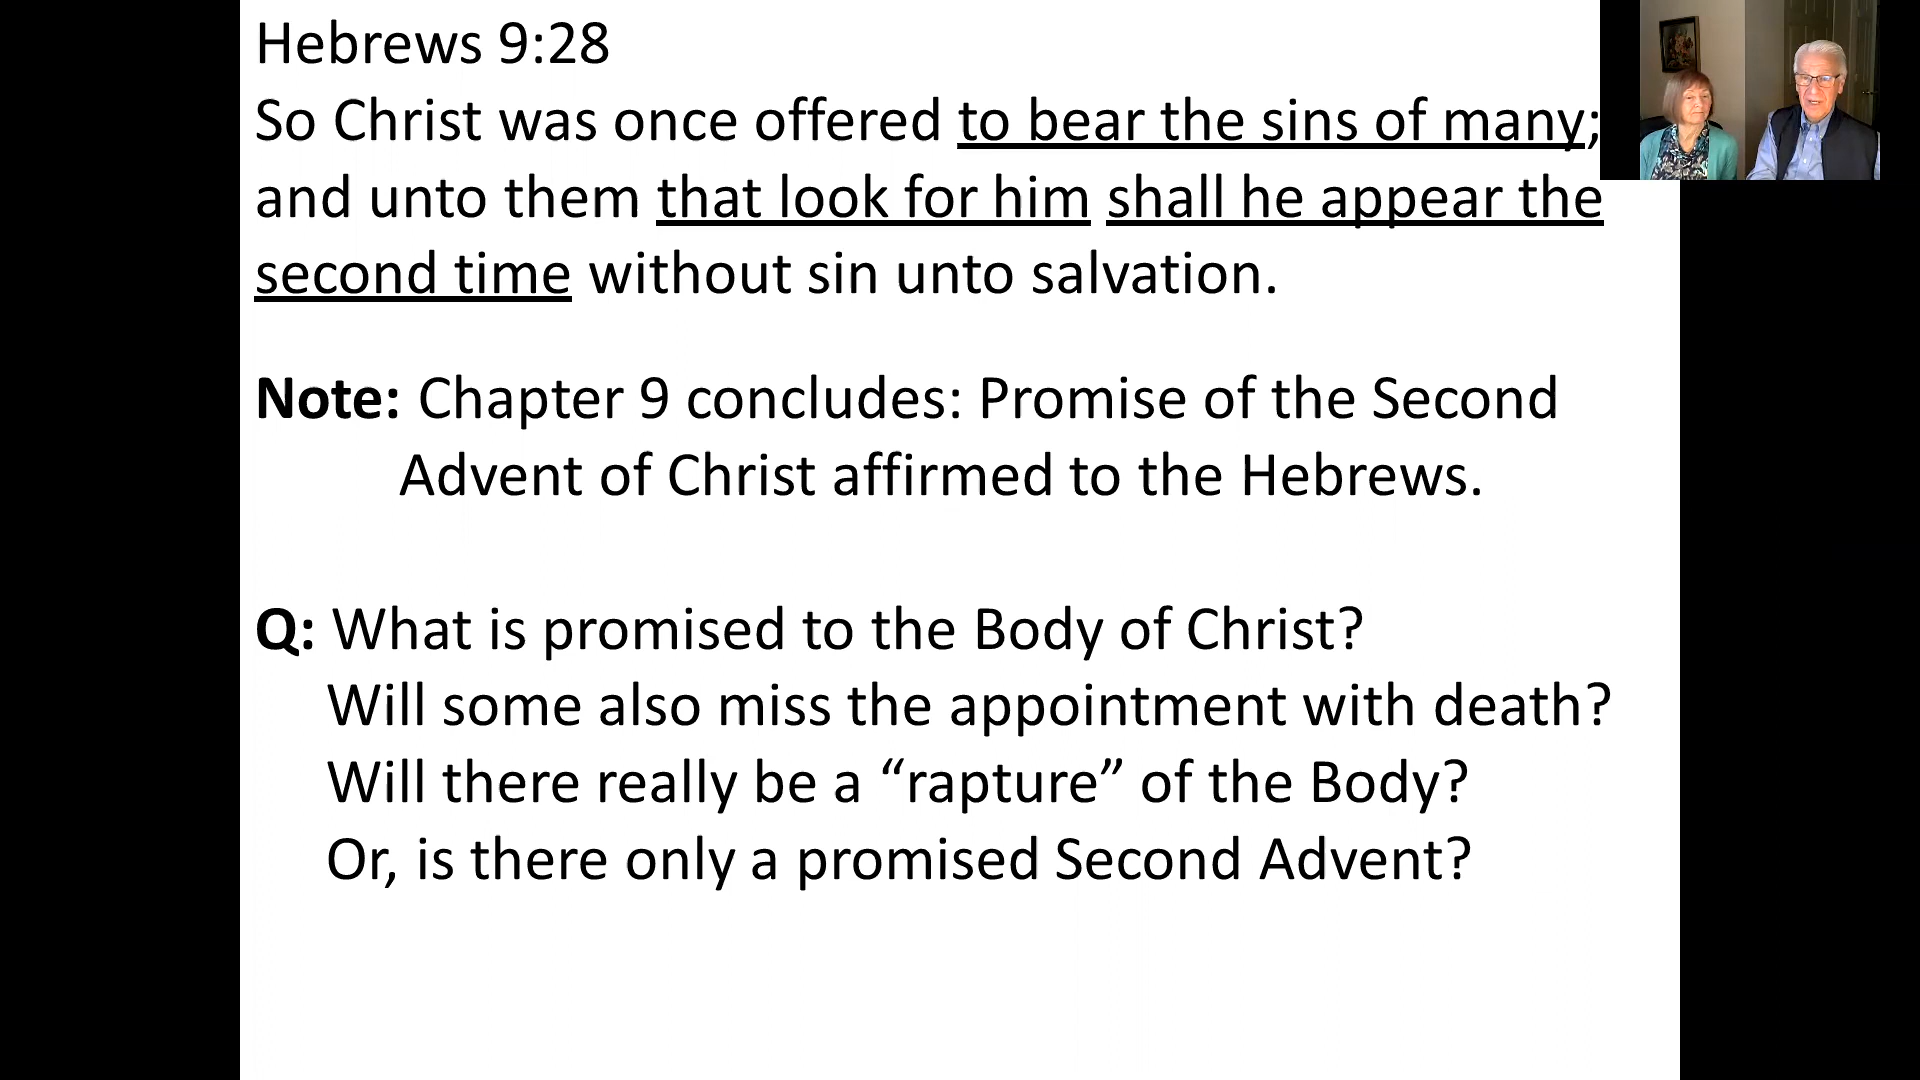 Hebrews 9:28
So Christ was once offered to bear the sins of many;
and unto them that look for him shall he appear the
second time without sin unto salvation.
Note: Chapter 9 concludes: Promise of the Second
Advent of Christ affirmed to the Hebrews.
Q: What is promised to the Body of Christ?
Will some also miss the appointment with death?
Will there really be a “rapture” of the Body?
Or, is there only a promised Second Advent?